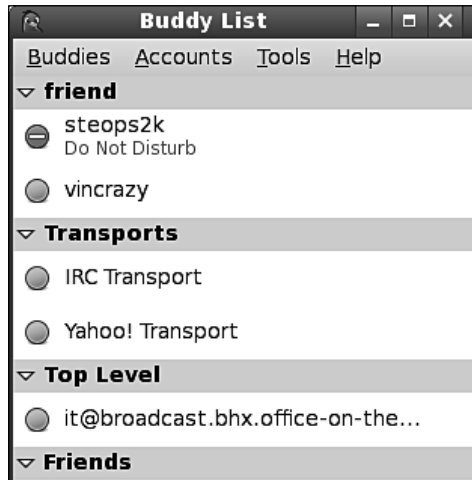 Buddy List
Buddies Accounts Tools Help
friend
steops2k
Do Not Disturb
vincrazy
Transports
IRC Transport
Yahoo! Transport
Top Level
it@broadcast.bhx.office-on-the...
Friends